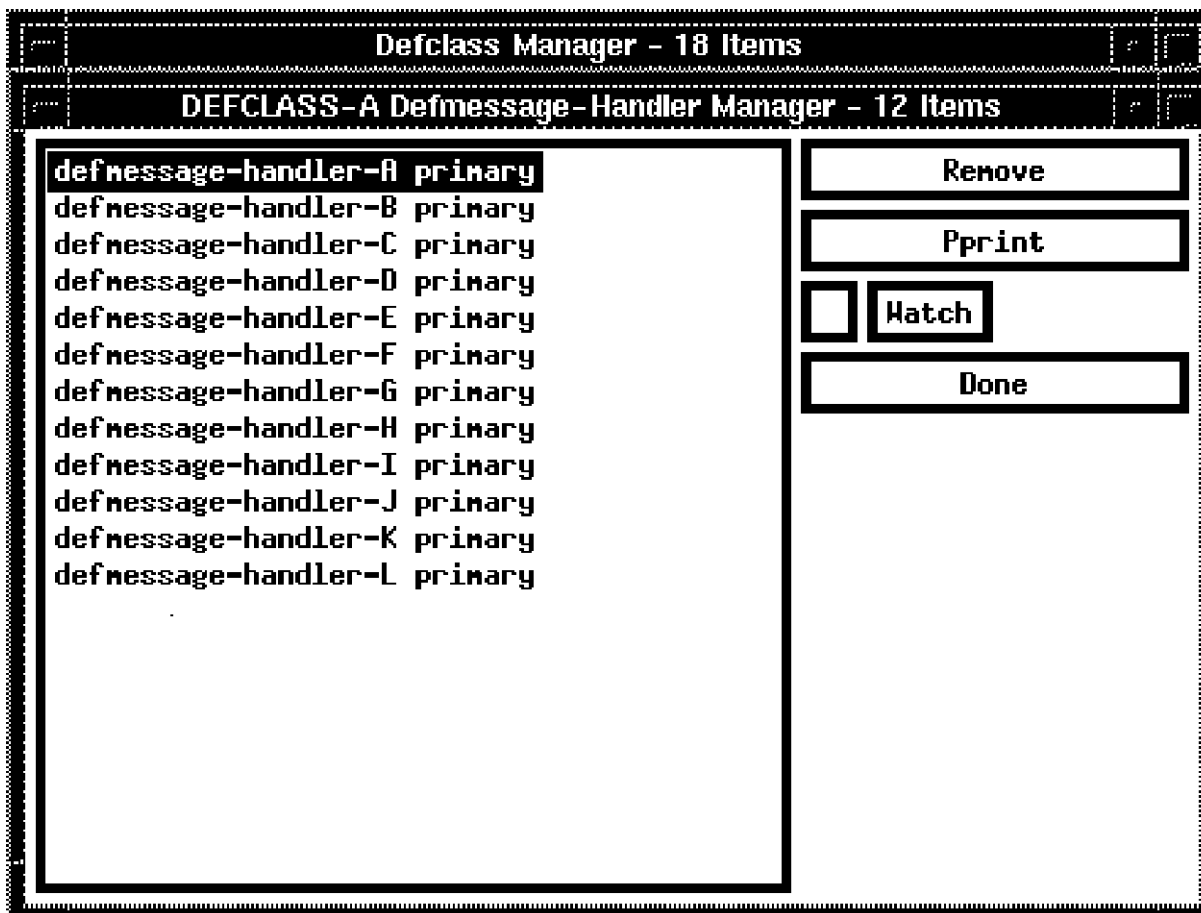 Defclass Manager - 18 Items
DEFCLASS-A Defmessage-Handler Manager - 12 Items
defmessage-handler-A primary
defmessage-handler-B primary
defmessage-handler-C primary
defmessage-handler-D primary
defmessage-handler-E primary
defmessage-handler-F primary
defmessage-handler-G primary
defmessage-handler-H primary
defmessage-handler-I primary
defmessage-handler-J primary
defmessage-handler-K primary
defmessage-handler-L primary
Remove
Pprint
Watch
Done